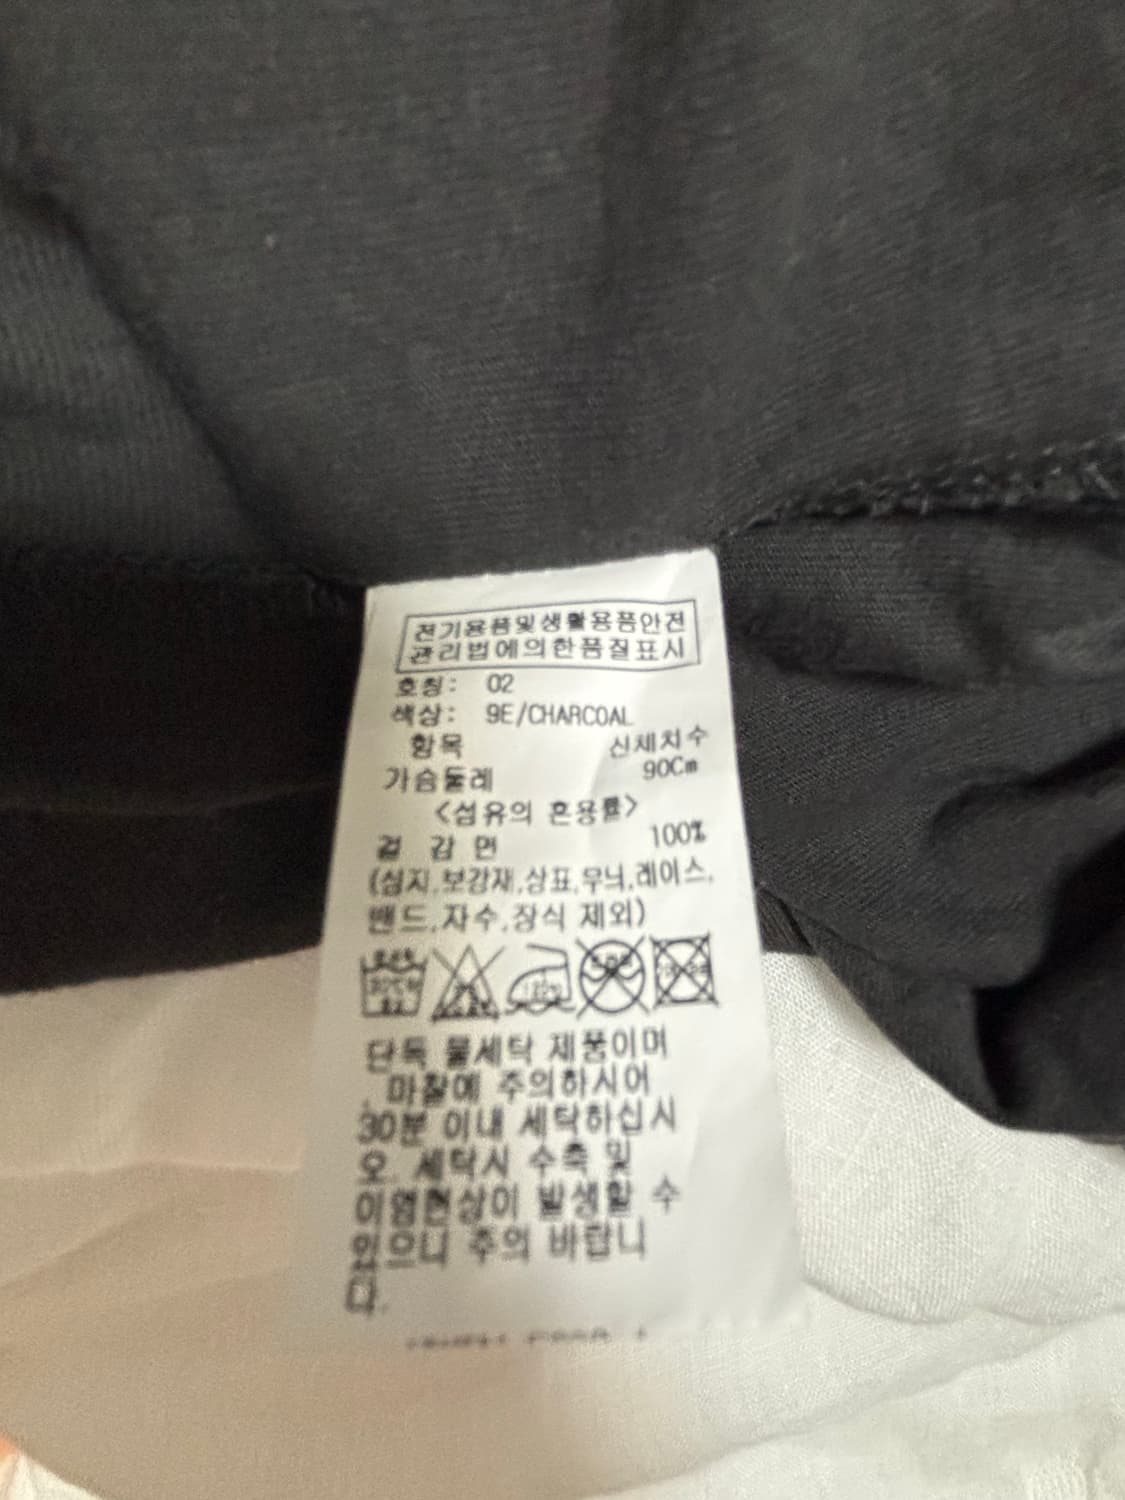 전기용품및생활용품안전
관리법에의한품질표시
호칭: 02
색상: 9E/CHARCOAL
항목 신체치수
가슴둘레 90Cm
<섬유의 혼용률>
겉 감 면 100%
(심지,보강재,상표,무늬,레이스,
밴드,자수,장식 제외)
단독 물세탁 제품이며
마찰에 주의하시어
30분 이내 세탁하십시
오. 세탁시 수축 및
이염현상이 발생할 수
있으니 주의 바랍니
다.